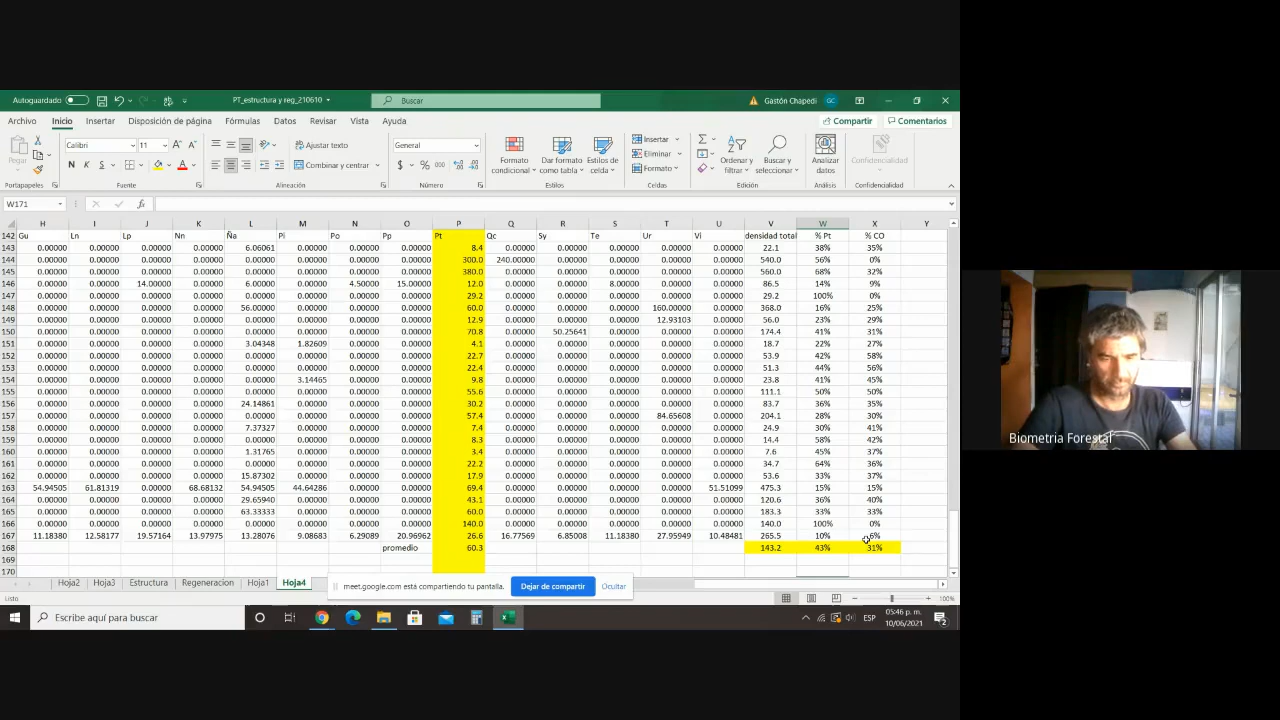 Autoguardado PT_estructura y reg_210610 Buscar Gastón Chapedi GC
Archivo Inicio Insertar Disposición de página Fórmulas Datos Revisar Vista Ayuda Compartir Comentarios
Pegar Calibri 11 Ajustar texto General Formato condicional Dar formato como tabla Estilos de celda Insertar Eliminar Formato Ordenar y filtrar Buscar y seleccionar Analizar datos Confidencialidad
N K S Combinar y centrar $ % 000
Portapapeles Fuente Alineación Número Estilos Celdas Edición Análisis Confidencialidad
W171 fx
H I J K L M N O P Q R S T U V W X Y
142 Gu Ln Lp Nn Ña Pi Po Pp Pt Qc Sy Te Ur Vi densidad total % Pt % CO
143 0.00000 0.00000 0.00000 0.00000 6.06061 0.00000 0.00000 0.00000 8.4 0.00000 0.00000 0.00000 0.00000 0.00000 22.1 38% 35%
144 0.00000 0.00000 0.00000 0.00000 0.00000 0.00000 0.00000 0.00000 300.0 240.00000 0.00000 0.00000 0.00000 0.00000 540.0 56% 0%
145 0.00000 0.00000 0.00000 0.00000 0.00000 0.00000 0.00000 0.00000 380.0 0.00000 0.00000 0.00000 0.00000 0.00000 560.0 68% 32%
146 0.00000 0.00000 14.00000 0.00000 6.00000 0.00000 4.50000 15.00000 12.0 0.00000 0.00000 8.00000 0.00000 0.00000 86.5 14% 9%
147 0.00000 0.00000 0.00000 0.00000 0.00000 0.00000 0.00000 0.00000 29.2 0.00000 0.00000 0.00000 0.00000 0.00000 29.2 100% 0%
148 0.00000 0.00000 0.00000 0.00000 56.00000 0.00000 0.00000 0.00000 60.0 0.00000 0.00000 0.00000 160.00000 0.00000 368.0 16% 25%
149 0.00000 0.00000 0.00000 0.00000 0.00000 0.00000 0.00000 0.00000 12.9 0.00000 0.00000 0.00000 12.93103 0.00000 56.0 23% 29%
150 0.00000 0.00000 0.00000 0.00000 0.00000 0.00000 0.00000 0.00000 70.8 0.00000 50.25641 0.00000 0.00000 0.00000 174.4 41% 31%
151 0.00000 0.00000 0.00000 0.00000 3.04348 1.82609 0.00000 0.00000 4.1 0.00000 0.00000 0.00000 0.00000 0.00000 18.7 22% 27%
152 0.00000 0.00000 0.00000 0.00000 0.00000 0.00000 0.00000 0.00000 22.7 0.00000 0.00000 0.00000 0.00000 0.00000 53.9 42% 58%
153 0.00000 0.00000 0.00000 0.00000 0.00000 0.00000 0.00000 0.00000 22.4 0.00000 0.00000 0.00000 0.00000 0.00000 51.3 44% 56%
154 0.00000 0.00000 0.00000 0.00000 0.00000 3.14465 0.00000 0.00000 9.8 0.00000 0.00000 0.00000 0.00000 0.00000 23.8 41% 45%
155 0.00000 0.00000 0.00000 0.00000 0.00000 0.00000 0.00000 0.00000 55.6 0.00000 0.00000 0.00000 0.00000 0.00000 111.1 50% 50%
156 0.00000 0.00000 0.00000 0.00000 24.14861 0.00000 0.00000 0.00000 30.2 0.00000 0.00000 0.00000 0.00000 0.00000 83.7 36% 35%
157 0.00000 0.00000 0.00000 0.00000 0.00000 0.00000 0.00000 0.00000 57.4 0.00000 0.00000 0.00000 84.65608 0.00000 204.1 28% 30%
158 0.00000 0.00000 0.00000 0.00000 7.37327 0.00000 0.00000 0.00000 7.4 0.00000 0.00000 0.00000 0.00000 0.00000 24.9 30% 41%
159 0.00000 0.00000 0.00000 0.00000 0.00000 0.00000 0.00000 0.00000 8.3 0.00000 0.00000 0.00000 0.00000 0.00000 14.4 58% 42%
160 0.00000 0.00000 0.00000 0.00000 1.31765 0.00000 0.00000 0.00000 3.4 0.00000 0.00000 0.00000 0.00000 0.00000 7.6 45% 37%
161 0.00000 0.00000 0.00000 0.00000 0.00000 0.00000 0.00000 0.00000 22.2 0.00000 0.00000 0.00000 0.00000 0.00000 34.7 64% 36%
162 0.00000 0.00000 0.00000 0.00000 15.87302 0.00000 0.00000 0.00000 17.9 0.00000 0.00000 0.00000 0.00000 0.00000 53.6 33% 37%
163 54.94505 61.81319 0.00000 68.68132 54.94505 44.64286 0.00000 0.00000 69.4 0.00000 0.00000 0.00000 0.00000 51.51099 475.3 15% 15%
164 0.00000 0.00000 0.00000 0.00000 29.65940 0.00000 0.00000 0.00000 43.1 0.00000 0.00000 0.00000 0.00000 0.00000 120.6 36% 40%
165 0.00000 0.00000 0.00000 0.00000 63.33333 0.00000 0.00000 0.00000 60.0 0.00000 0.00000 0.00000 0.00000 0.00000 183.3 33% 33%
166 0.00000 0.00000 0.00000 0.00000 0.00000 0.00000 0.00000 0.00000 140.0 0.00000 0.00000 0.00000 0.00000 0.00000 140.0 100% 0%
167 11.18380 12.58177 19.57164 13.97975 13.28076 9.08683 6.29089 20.96962 26.6 16.77569 6.85008 11.18380 27.95949 10.48481 265.5 10% 6%
168 promedio 60.3 143.2 43% 31%
169
170
Hoja2 Hoja3 Estructura Regeneracion Hoja1 Hoja4
meet.google.com está compartiendo tu pantalla. Dejar de compartir Ocultar
Listo 100%
Escribe aquí para buscar ESP 05:46 p. m. 10/06/2021 2
Biometria Forestal